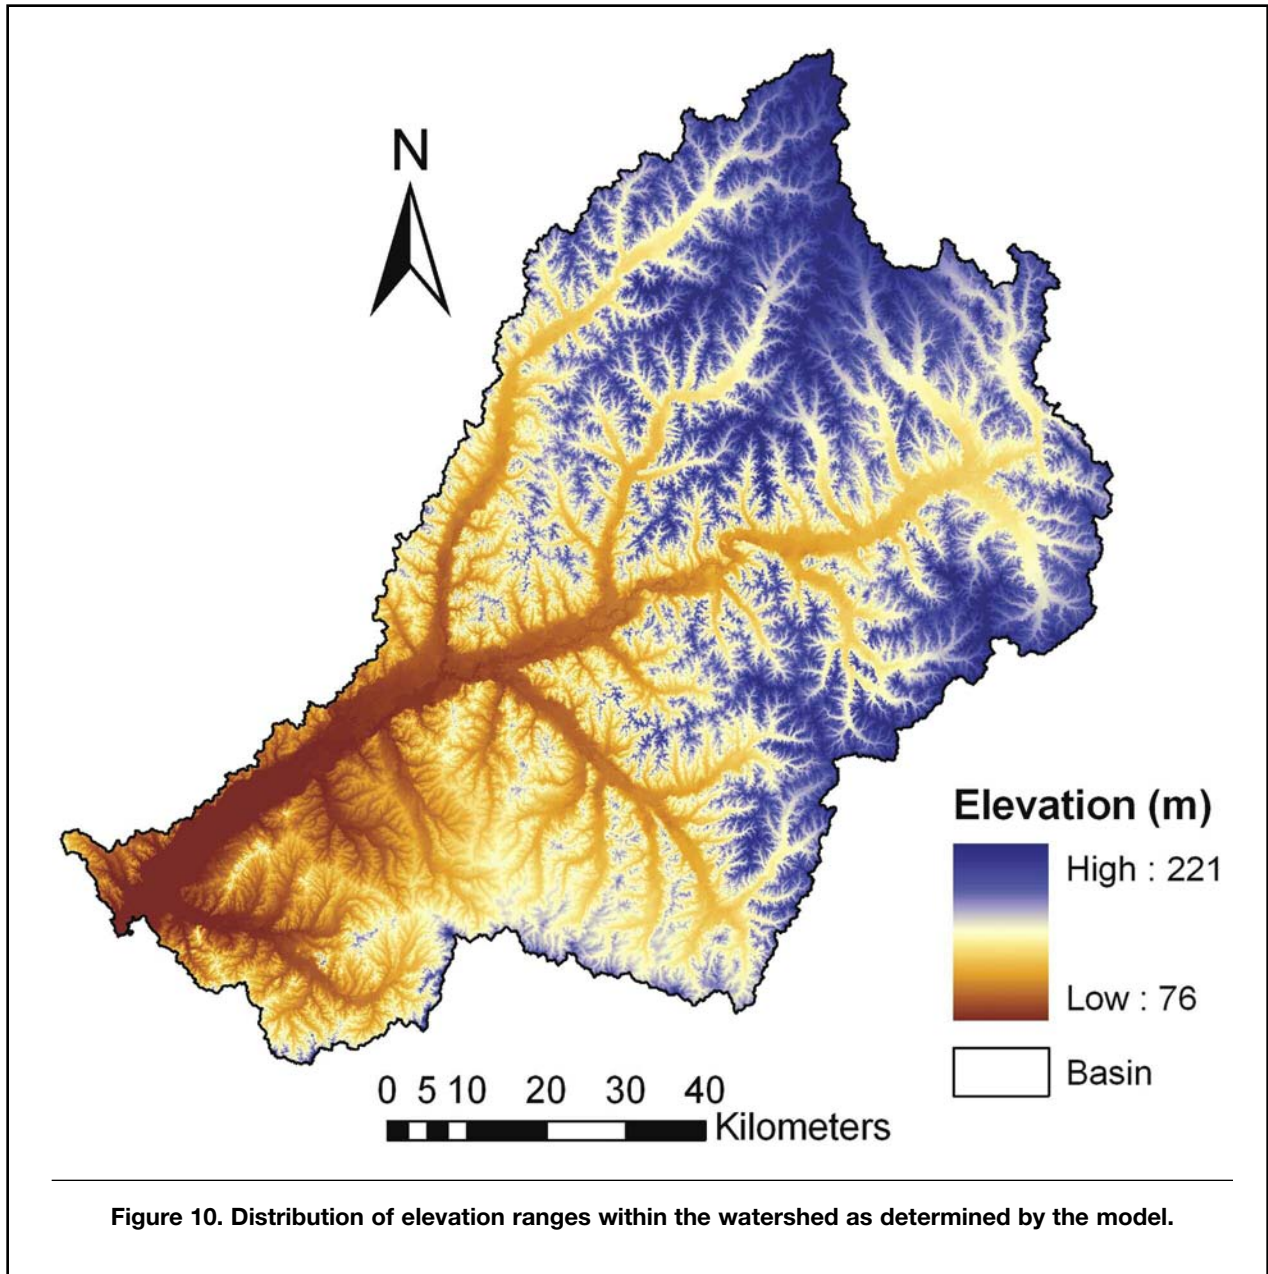 N
Elevation (m)
High : 221
Low : 76
Basin
0 5 10 20 30 40
Kilometers
Figure 10. Distribution of elevation ranges within the watershed as determined by the model.